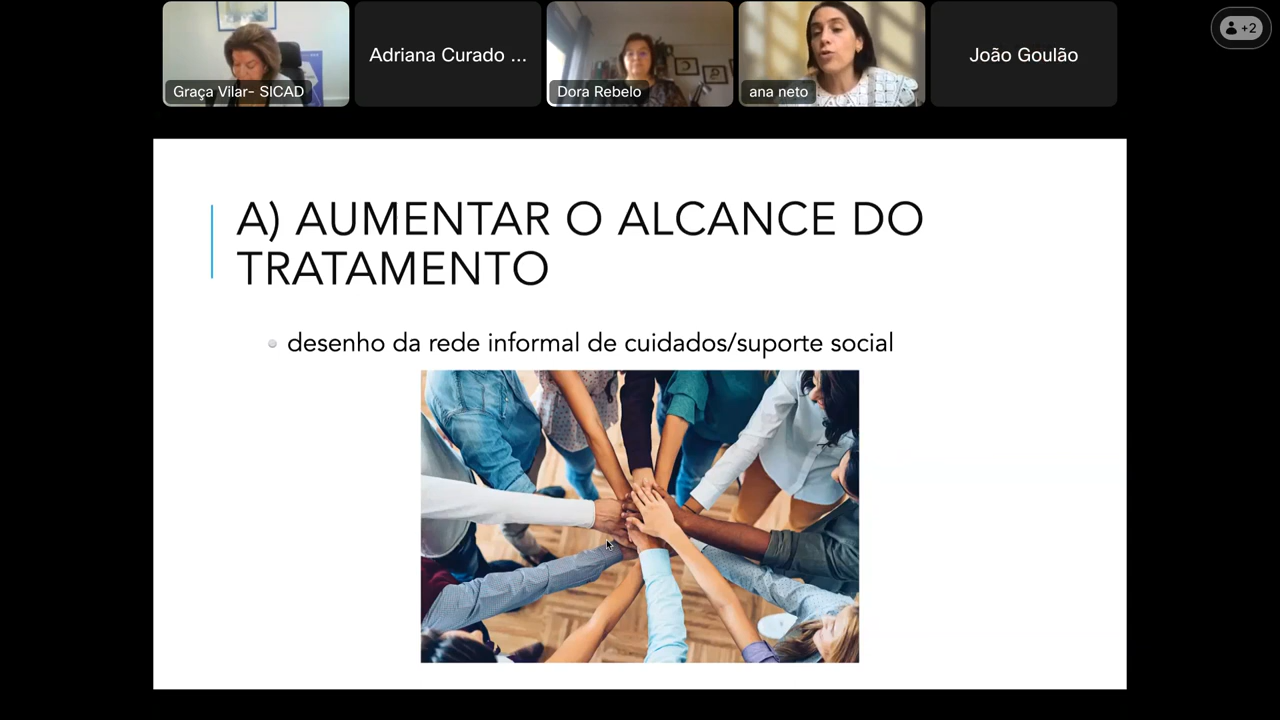 Graça Vilar- SICAD
Adriana Curado ...
Dora Rebelo
ana neto
João Goulão
+2
A) AUMENTAR O ALCANCE DO
TRATAMENTO
desenho da rede informal de cuidados/suporte social